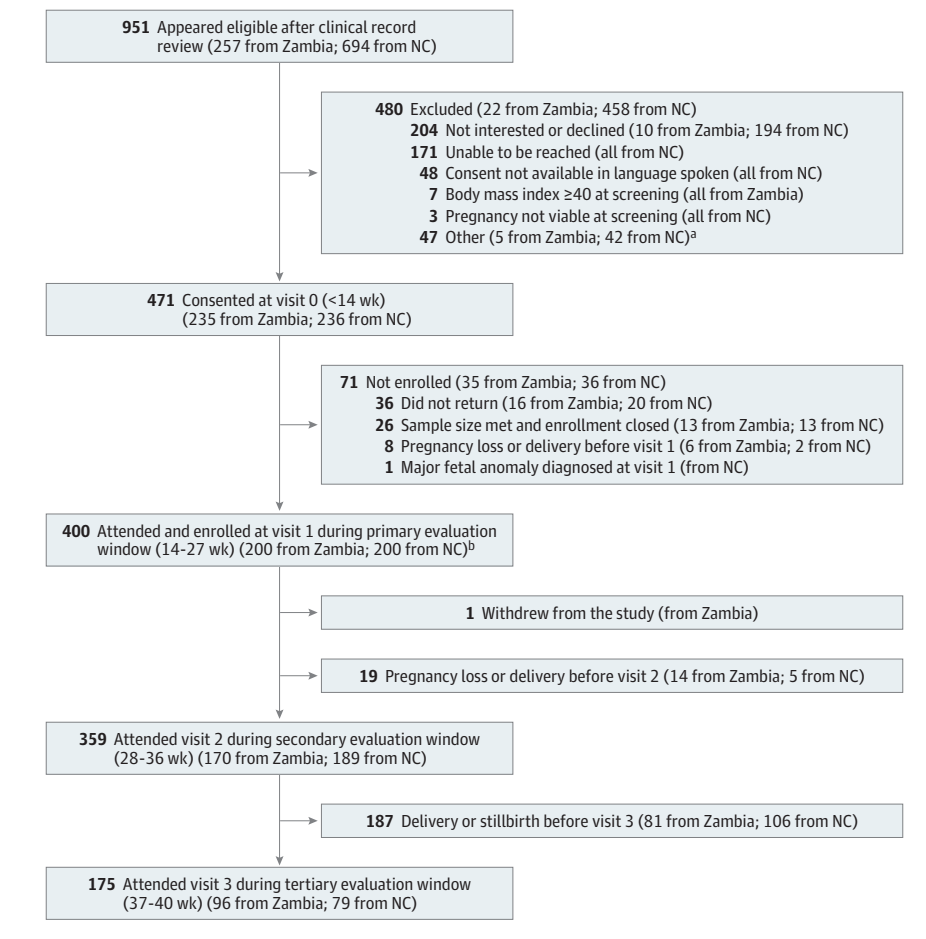 951 Appeared eligible after clinical record
review (257 from Zambia; 694 from NC)
480 Excluded (22 from Zambia; 458 from NC)
204 Not interested or declined (10 from Zambia; 194 from NC)
171 Unable to be reached (all from NC)
48 Consent not available in language spoken (all from NC)
7 Body mass index ≥40 at screening (all from Zambia)
3 Pregnancy not viable at screening (all from NC)
47 Other (5 from Zambia; 42 from NC)a
471 Consented at visit 0 (<14 wk)
(235 from Zambia; 236 from NC)
71 Not enrolled (35 from Zambia; 36 from NC)
36 Did not return (16 from Zambia; 20 from NC)
26 Sample size met and enrollment closed (13 from Zambia; 13 from NC)
8 Pregnancy loss or delivery before visit 1 (6 from Zambia; 2 from NC)
1 Major fetal anomaly diagnosed at visit 1 (from NC)
400 Attended and enrolled at visit 1 during primary evaluation
window (14-27 wk) (200 from Zambia; 200 from NC)b
1 Withdrew from the study (from Zambia)
19 Pregnancy loss or delivery before visit 2 (14 from Zambia; 5 from NC)
359 Attended visit 2 during secondary evaluation window
(28-36 wk) (170 from Zambia; 189 from NC)
187 Delivery or stillbirth before visit 3 (81 from Zambia; 106 from NC)
175 Attended visit 3 during tertiary evaluation window
(37-40 wk) (96 from Zambia; 79 from NC)